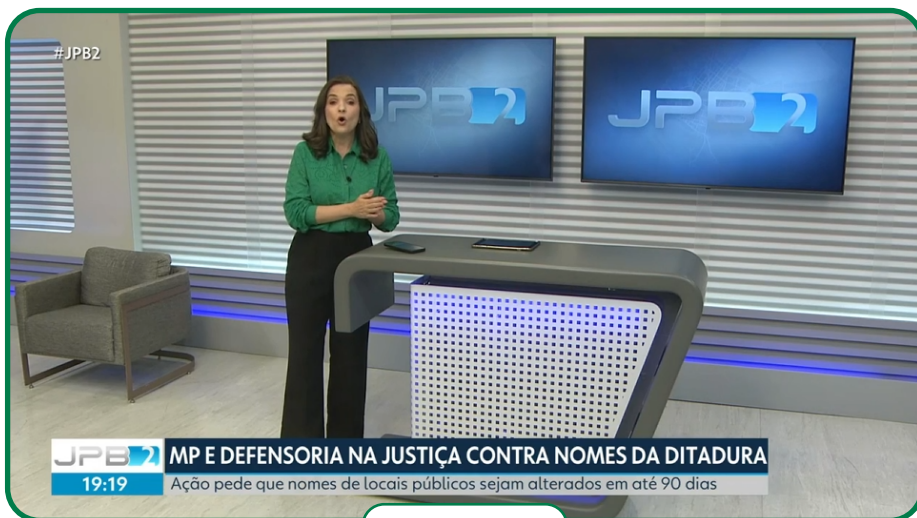 #JPB2
JPB2
JPB2
JPB2
MP E DEFENSORIA NA JUSTIÇA CONTRA NOMES DA DITADURA
19:19
Ação pede que nomes de locais públicos sejam alterados em até 90 dias